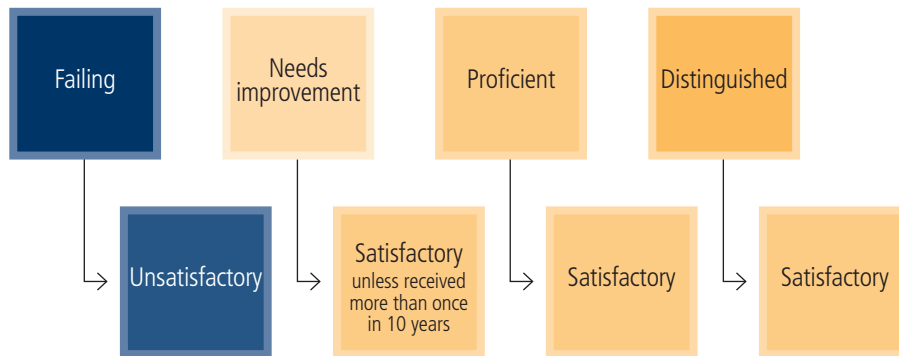 Failing
Needs
improvement
Proficient
Distinguished
Unsatisfactory
Satisfactory
unless received
more than once
in 10 years
Satisfactory
Satisfactory